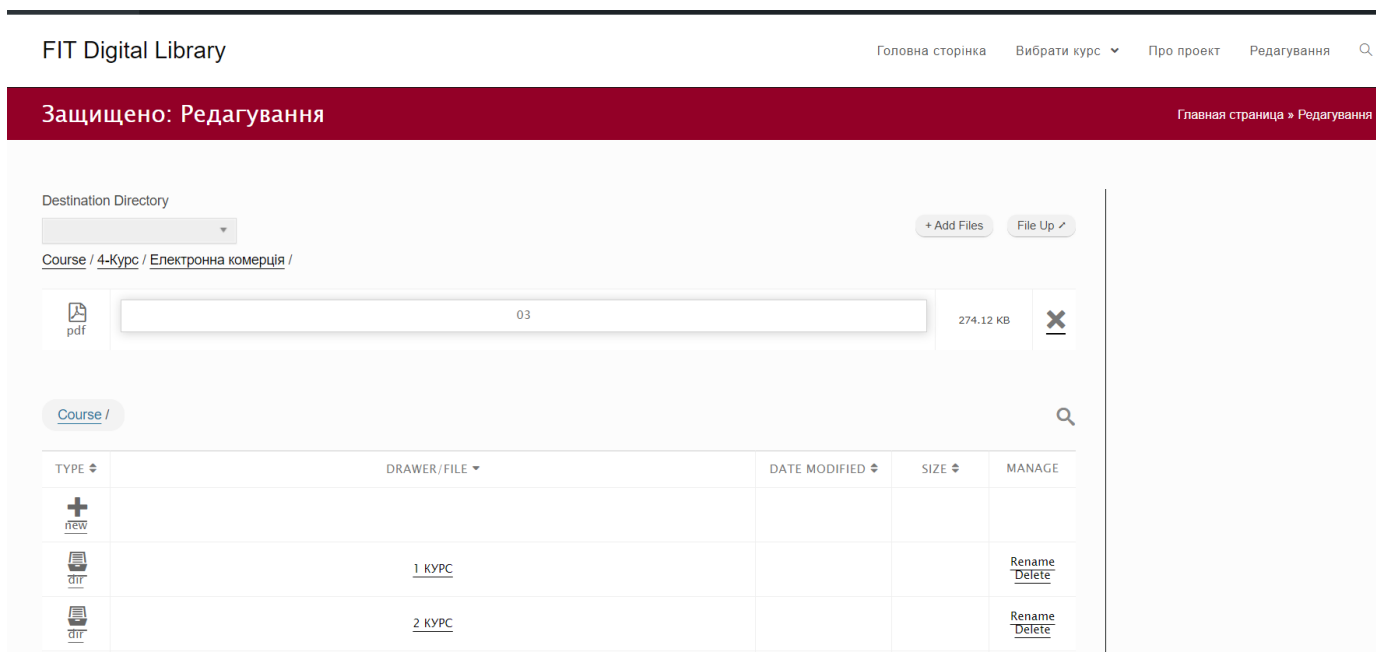 FIT Digital Library
Головна сторінка Вибрати курс Про проект Редагування
Защищено: Редагування
Главная страница » Редагування
Destination Directory
+ Add Files File Up ↗
Course / 4-Курс / Електронна комерція /
pdf 03 274.12 KB
Course /
TYPE DRAWER/FILE DATE MODIFIED SIZE MANAGE
new
dir 1 КУРС Rename
Delete
dir 2 КУРС Rename
Delete